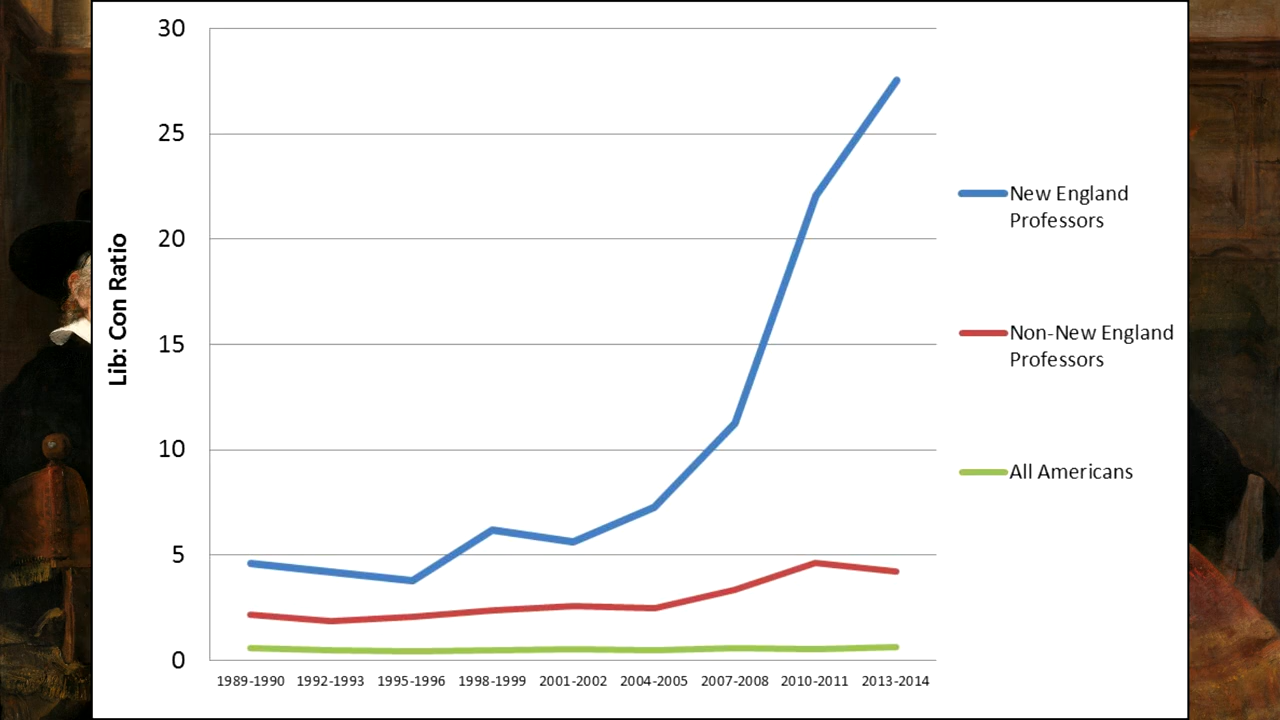 30
25
20
15
10
5
0
Lib: Con Ratio
1989-1990 1992-1993 1995-1996 1998-1999 2001-2002 2004-2005 2007-2008 2010-2011 2013-2014
New England
Professors
Non-New England
Professors
All Americans